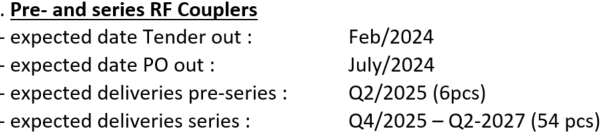 . Pre- and series RF Couplers
- expected date Tender out : Feb/2024
- expected date PO out : July/2024
- expected deliveries pre-series : Q2/2025 (6pcs)
- expected deliveries series : Q4/2025 – Q2-2027 (54 pcs)